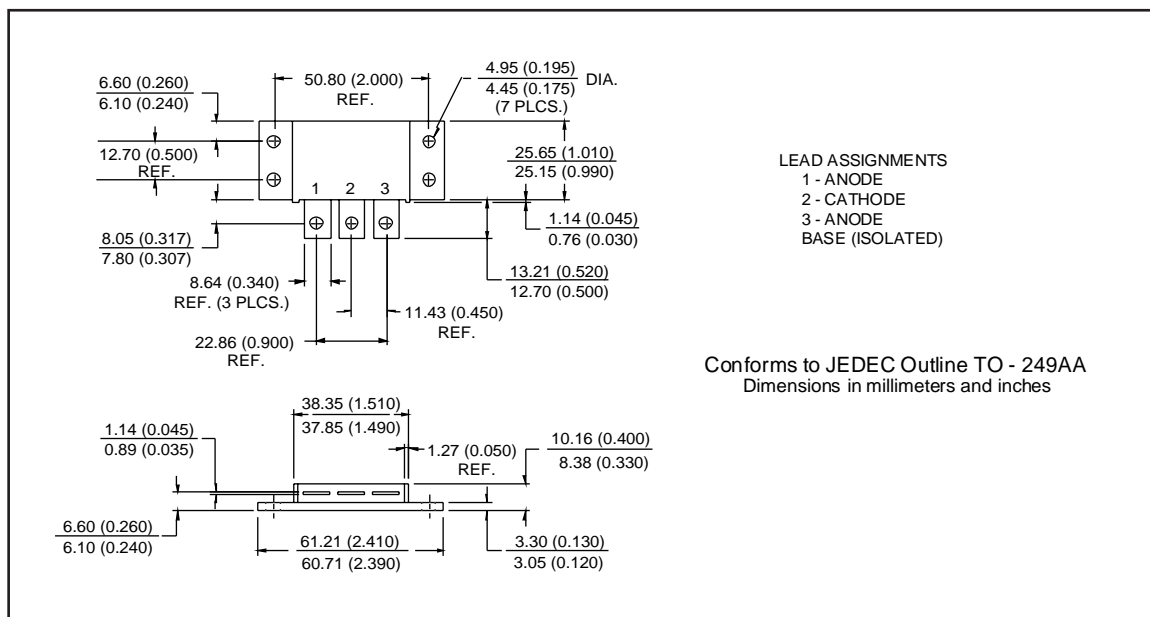 6.60 (0.260)
6.10 (0.240)
50.80 (2.000)
REF.
4.95 (0.195)
4.45 (0.175)
DIA.
(7 PLCS.)
12.70 (0.500)
REF.
25.65 (1.010)
25.15 (0.990)
1 2 3
8.05 (0.317)
7.80 (0.307)
1.14 (0.045)
0.76 (0.030)
8.64 (0.340)
REF. (3 PLCS.)
13.21 (0.520)
12.70 (0.500)
11.43 (0.450)
REF.
22.86 (0.900)
REF.
LEAD ASSIGNMENTS
1 - ANODE
2 - CATHODE
3 - ANODE
BASE (ISOLATED)
Conforms to JEDEC Outline TO - 249AA
Dimensions in millimeters and inches
38.35 (1.510)
37.85 (1.490)
1.14 (0.045)
0.89 (0.035)
1.27 (0.050)
REF.
10.16 (0.400)
8.38 (0.330)
6.60 (0.260)
6.10 (0.240)
61.21 (2.410)
60.71 (2.390)
3.30 (0.130)
3.05 (0.120)